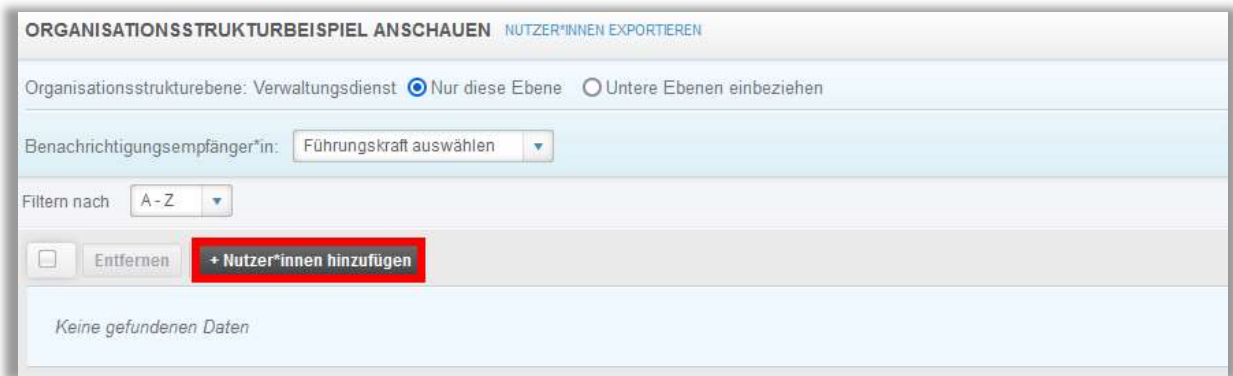 ORGANISATIONSSTRUKTURBEISPIEL ANSCHAUEN NUTZER*INNEN EXPORTIEREN
Organisationsstrukturebene: Verwaltungsdienst Nur diese Ebene Untere Ebenen einbeziehen
Benachrichtigungsempfänger*in: Führungskraft auswählen
Filtern nach A - Z
Entfernen + Nutzer*innen hinzufügen
Keine gefundenen Daten